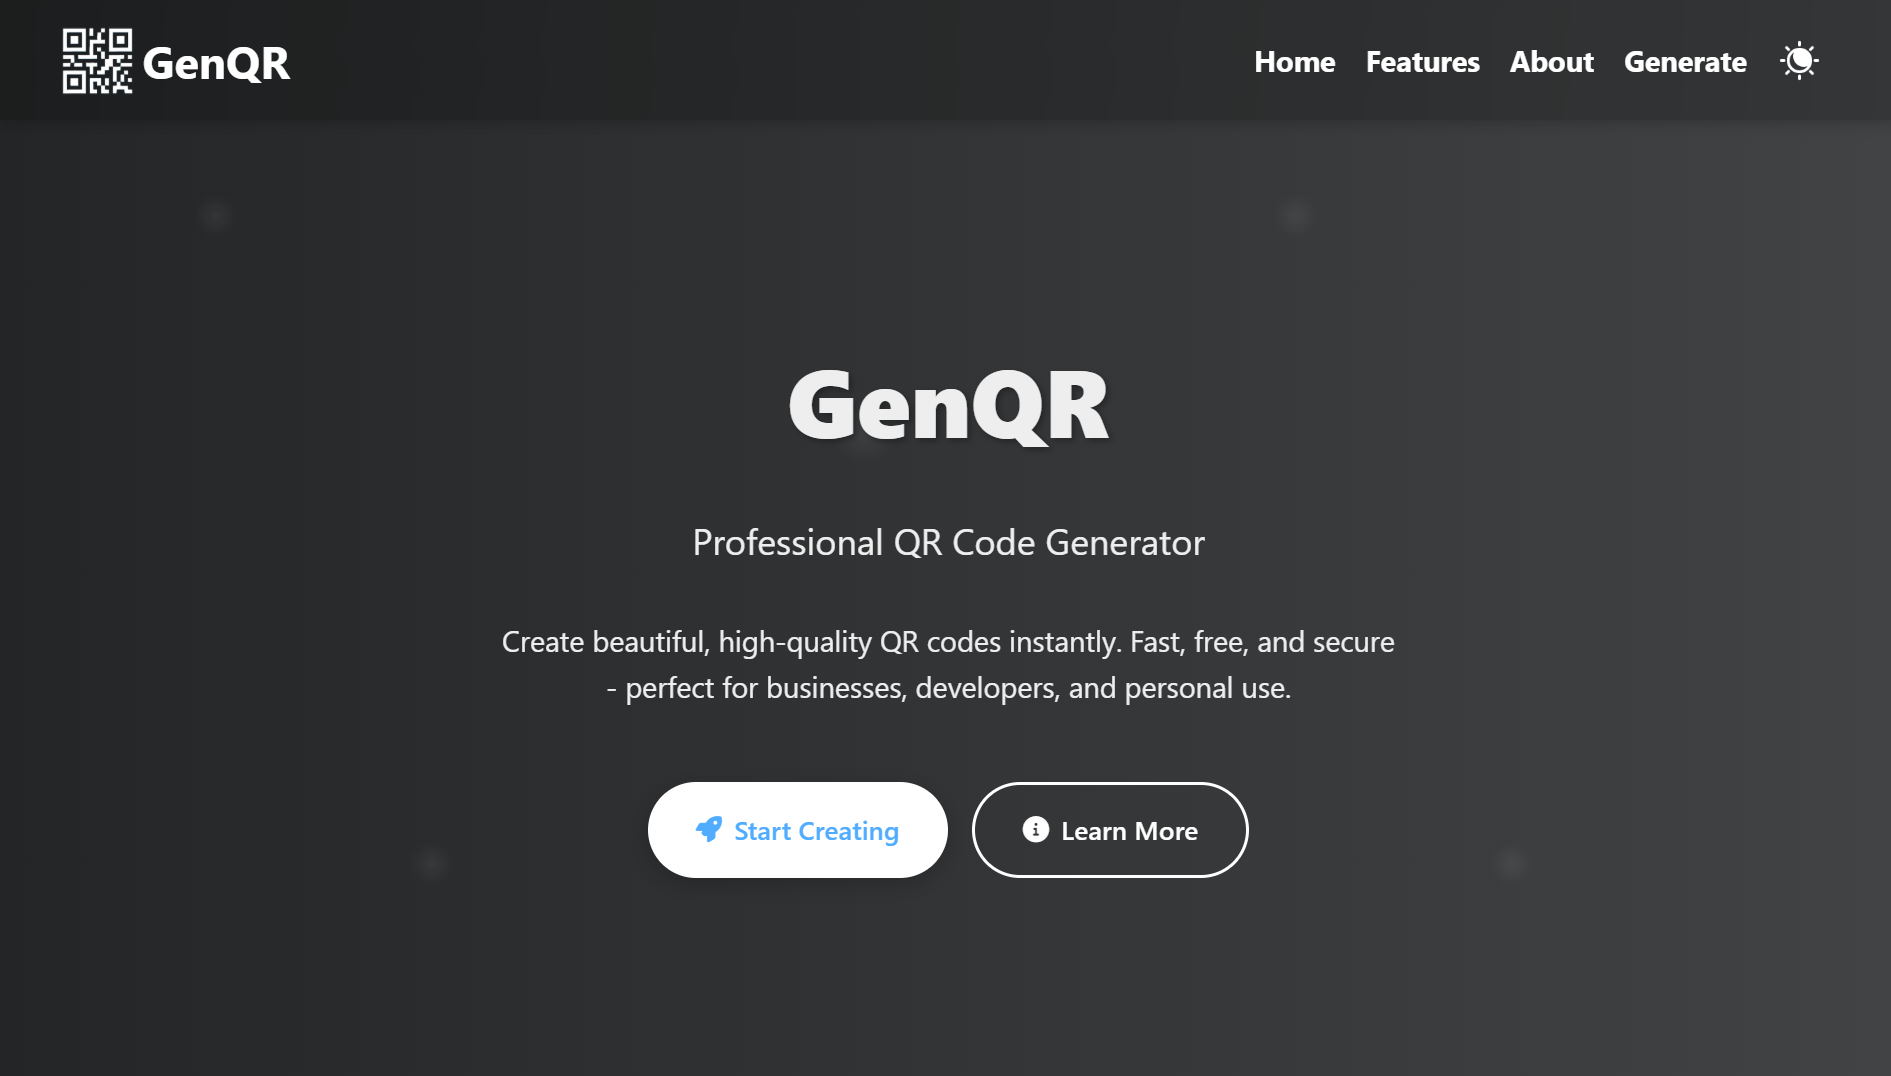 GenQR
Home
Features
About
Generate
GenQR
Professional QR Code Generator
Create beautiful, high-quality QR codes instantly. Fast, free, and secure
- perfect for businesses, developers, and personal use.
Start Creating
Learn More